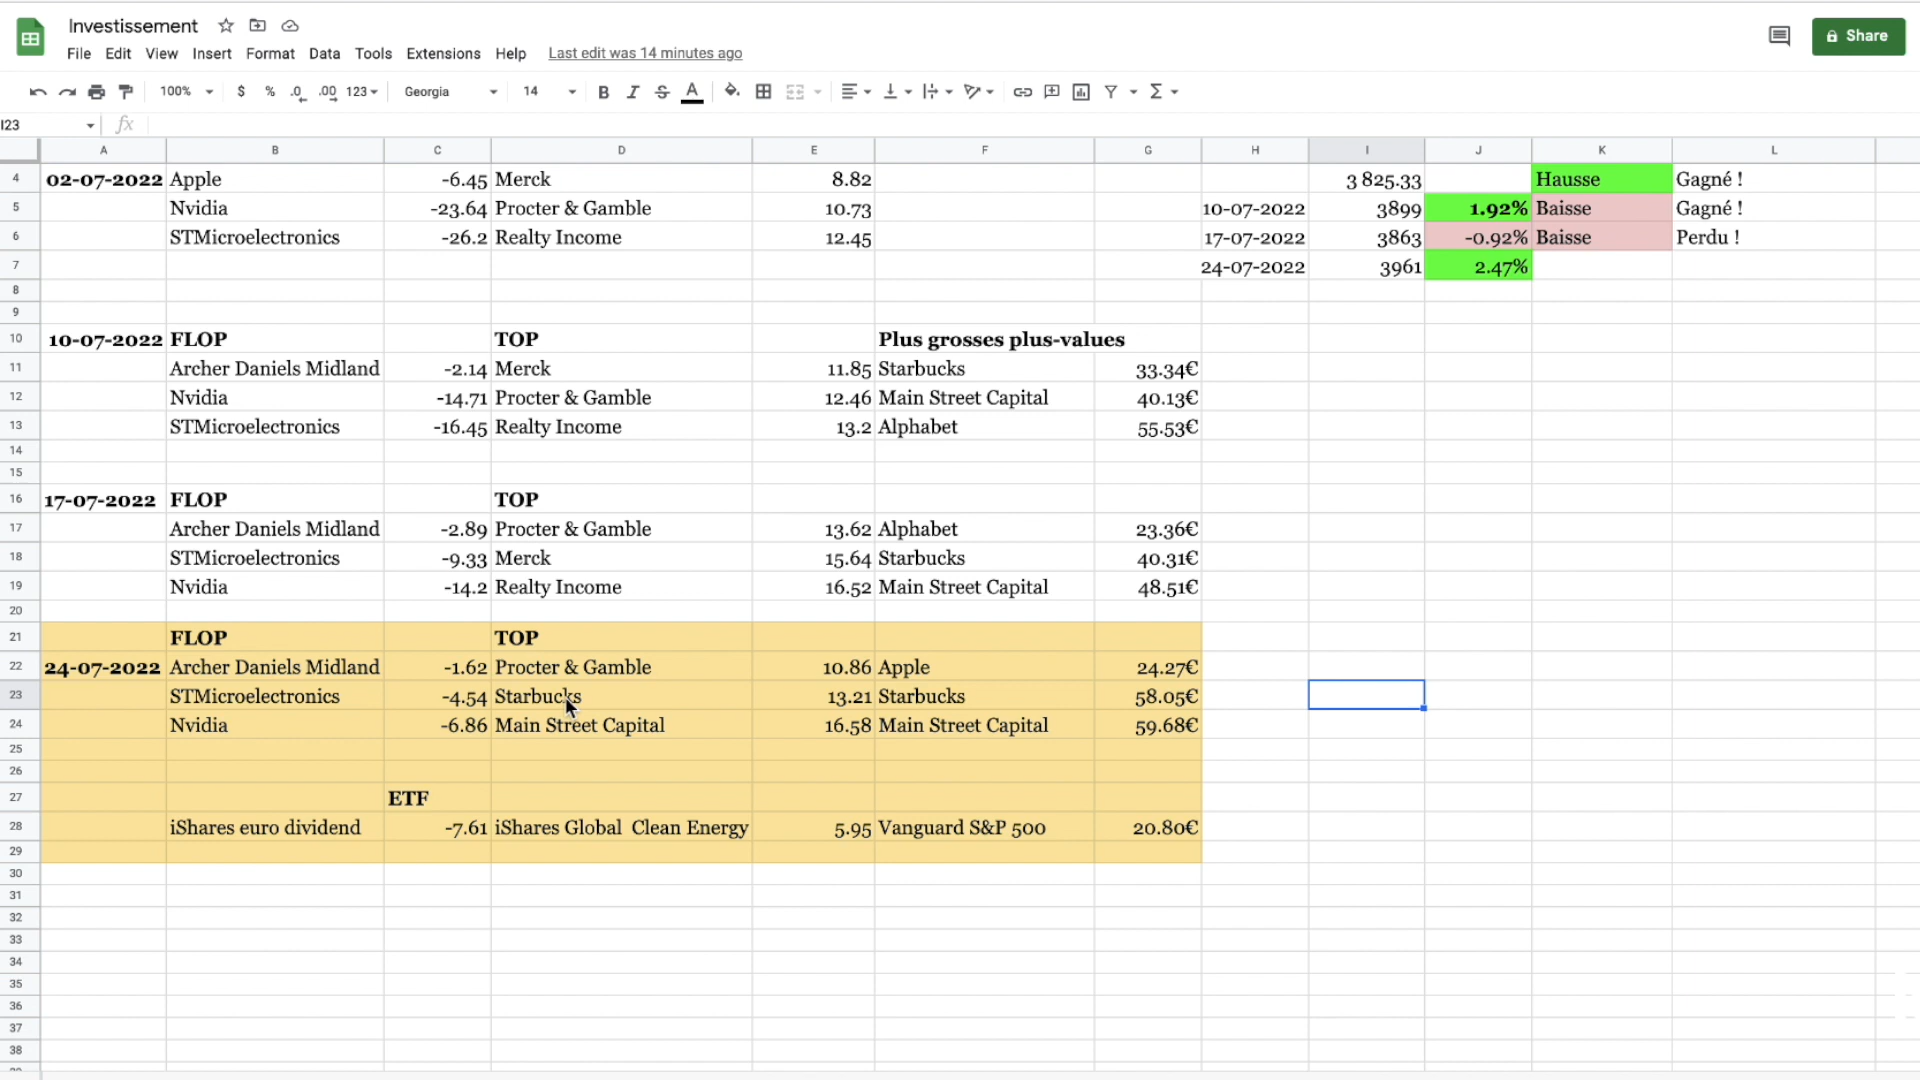 Investissement
File Edit View Insert Format Data Tools Extensions Help Last edit was 14 minutes ago
Share
100% $ % .0 .00 123 Georgia 14 B I S A
I23 fx
A B C D E F G H I J K L
4 02-07-2022 Apple -6.45 Merck 8.82 3 825.33 Hausse Gagné !
5 Nvidia -23.64 Procter & Gamble 10.73 10-07-2022 3899 1.92% Baisse Gagné !
6 STMicroelectronics -26.2 Realty Income 12.45 17-07-2022 3863 -0.92% Baisse Perdu !
7 24-07-2022 3961 2.47%
8
9
10 10-07-2022 FLOP TOP Plus grosses plus-values
11 Archer Daniels Midland -2.14 Merck 11.85 Starbucks 33.34€
12 Nvidia -14.71 Procter & Gamble 12.46 Main Street Capital 40.13€
13 STMicroelectronics -16.45 Realty Income 13.2 Alphabet 55.53€
14
15
16 17-07-2022 FLOP TOP
17 Archer Daniels Midland -2.89 Procter & Gamble 13.62 Alphabet 23.36€
18 STMicroelectronics -9.33 Merck 15.64 Starbucks 40.31€
19 Nvidia -14.2 Realty Income 16.52 Main Street Capital 48.51€
20
21 FLOP TOP
22 24-07-2022 Archer Daniels Midland -1.62 Procter & Gamble 10.86 Apple 24.27€
23 STMicroelectronics -4.54 Starbucks 13.21 Starbucks 58.05€
24 Nvidia -6.86 Main Street Capital 16.58 Main Street Capital 59.68€
25
26
27 ETF
28 iShares euro dividend -7.61 iShares Global Clean Energy 5.95 Vanguard S&P 500 20.80€
29
30
31
32
33
34
35
36
37
38